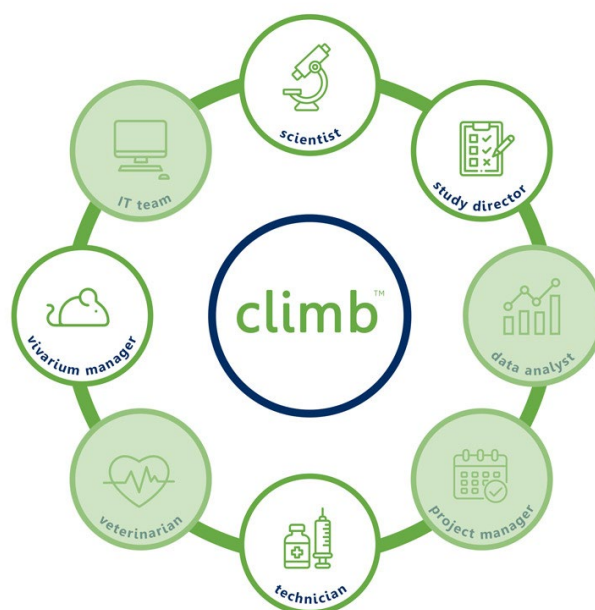 scientist
study director
data analyst
project manager
technician
veterinarian
vivarium manager
IT team
climb™